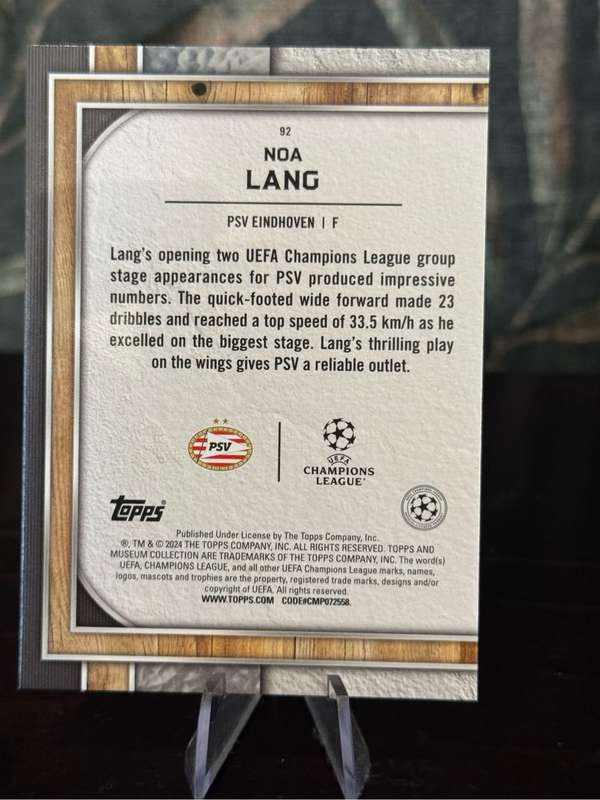 92
NOA
LANG
PSV EINDHOVEN | F
Lang's opening two UEFA Champions League group
stage appearances for PSV produced impressive
numbers. The quick-footed wide forward made 23
dribbles and reached a top speed of 33.5 km/h as he
excelled on the biggest stage. Lang's thrilling play
on the wings gives PSV a reliable outlet.
PSV
UEFA
CHAMPIONS
LEAGUE®
Topps®
Published Under License by The Topps Company, Inc.
®, TM & © 2024 THE TOPPS COMPANY, INC. ALL RIGHTS RESERVED. TOPPS AND
MUSEUM COLLECTION ARE TRADEMARKS OF THE TOPPS COMPANY, INC. The word(s)
UEFA, CHAMPIONS LEAGUE, and all other UEFA Champions League marks, names,
logos, mascots and trophies are the property, registered trade marks, designs and/or
copyright of UEFA. All rights reserved.
WWW.TOPPS.COM CODE#CMP072558